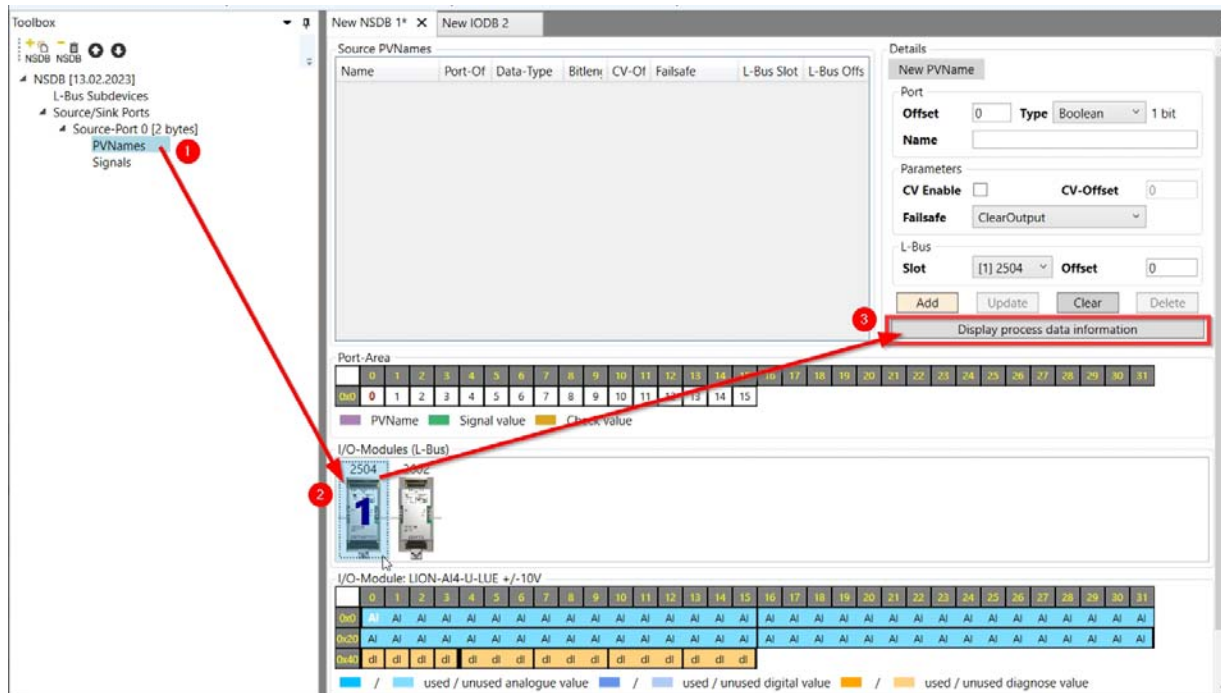 Toolbox
NSDB NSDB
NSDB [13.02.2023]
L-Bus Subdevices
Source/Sink Ports
Source-Port 0 [2 bytes]
PVNames
Signals
1
New NSDB 1* New IODB 2
Source PVNames
Name Port-Of Data-Type Bitleng CV-Of Failsafe L-Bus Slot L-Bus Offs
Details
New PVName
Port
Offset 0 Type Boolean 1 bit
Name
Parameters
CV Enable CV-Offset 0
Failsafe ClearOutput
L-Bus
Slot [1] 2504 Offset 0
Add Update Clear Delete
3
Display process data information
Port-Area
0 1 2 3 4 5 6 7 8 9 10 11 12 13 14 15 16 17 18 19 20 21 22 23 24 25 26 27 28 29 30 31
0x0 0 1 2 3 4 5 6 7 8 9 10 11 12 13 14 15
PVName Signal value Check value
I/O-Modules (L-Bus)
2504
2
1
I/O-Module: LION-AI4-U-LUE +/-10V
0 1 2 3 4 5 6 7 8 9 10 11 12 13 14 15 16 17 18 19 20 21 22 23 24 25 26 27 28 29 30 31
0x0 AI AI AI AI AI AI AI AI AI AI AI AI AI AI AI AI AI AI AI AI AI AI AI AI AI AI AI AI AI AI AI AI
0x20 AI AI AI AI AI AI AI AI AI AI AI AI AI AI AI AI AI AI AI AI AI AI AI AI AI AI AI AI AI AI AI AI
0x40 dI dI dI dI dI dI dI dI dI dI dI dI dI dI dI dI
/ used / unused analogue value / used / unused digital value / used / unused diagnose value